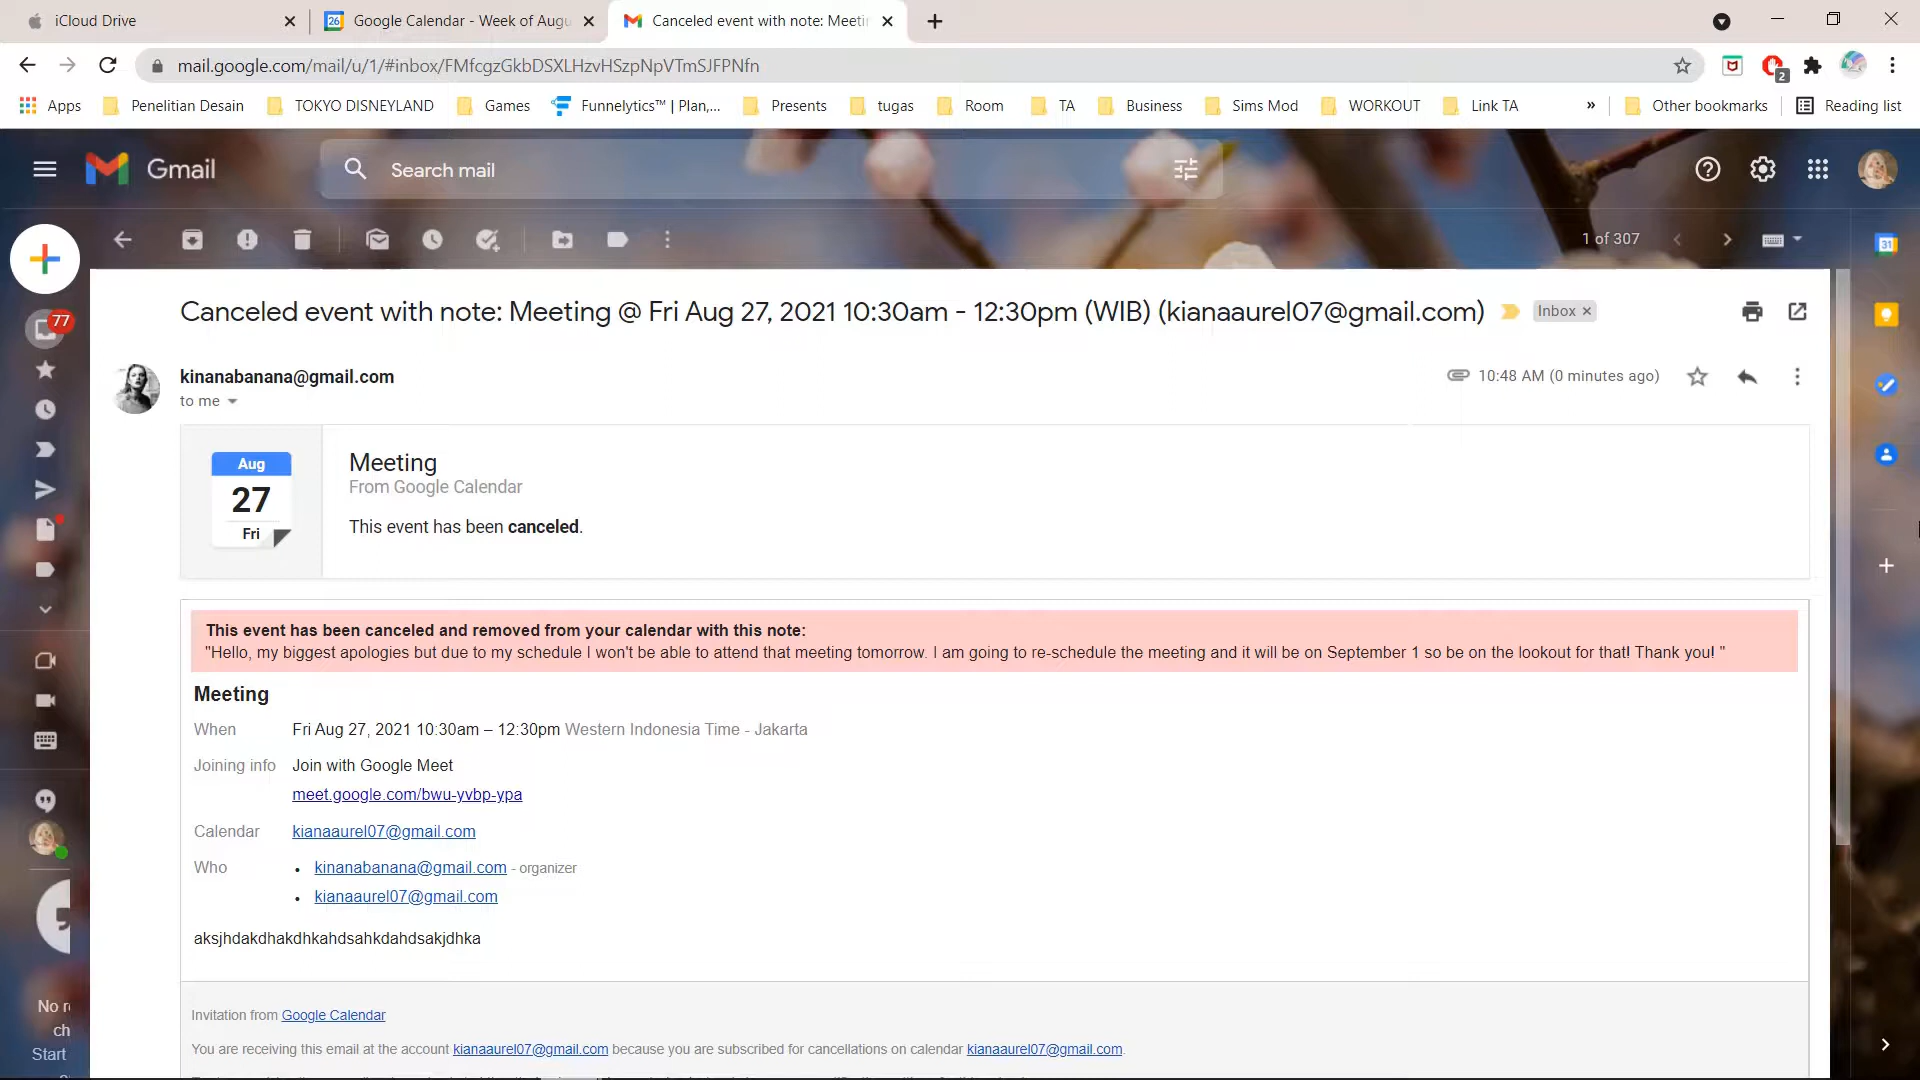 iCloud Drive
Google Calendar - Week of Augu
Canceled event with note: Meetin
mail.google.com/mail/u/1/#inbox/FMfcgzGkbDSXLHzvHSzpNpVTmSJFPNfn
2
Apps Penelitian Desain TOKYO DISNEYLAND Games Funnelytics™ | Plan,... Presents tugas Room TA Business Sims Mod WORKOUT Link TA » Other bookmarks Reading list
Gmail
Search mail
1 of 307
77
Canceled event with note: Meeting @ Fri Aug 27, 2021 10:30am - 12:30pm (WIB) (kianaaurel07@gmail.com)
Inbox
kinanabanana@gmail.com
10:48 AM (0 minutes ago)
to me
Aug
27
Fri
Meeting
From Google Calendar
This event has been canceled.
This event has been canceled and removed from your calendar with this note:
"Hello, my biggest apologies but due to my schedule I won't be able to attend that meeting tomorrow. I am going to re-schedule the meeting and it will be on September 1 so be on the lookout for that! Thank you! "
Meeting
When Fri Aug 27, 2021 10:30am – 12:30pm Western Indonesia Time - Jakarta
Joining info Join with Google Meet
meet.google.com/bwu-yvbp-ypa
Calendar kianaaurel07@gmail.com
Who • kinanabanana@gmail.com - organizer
• kianaaurel07@gmail.com
aksjhdakdhakdhkahdsahkdahdsakjdhka
Invitation from Google Calendar
You are receiving this email at the account kianaaurel07@gmail.com because you are subscribed for cancellations on calendar kianaaurel07@gmail.com.
No r
ch
Start
26
31